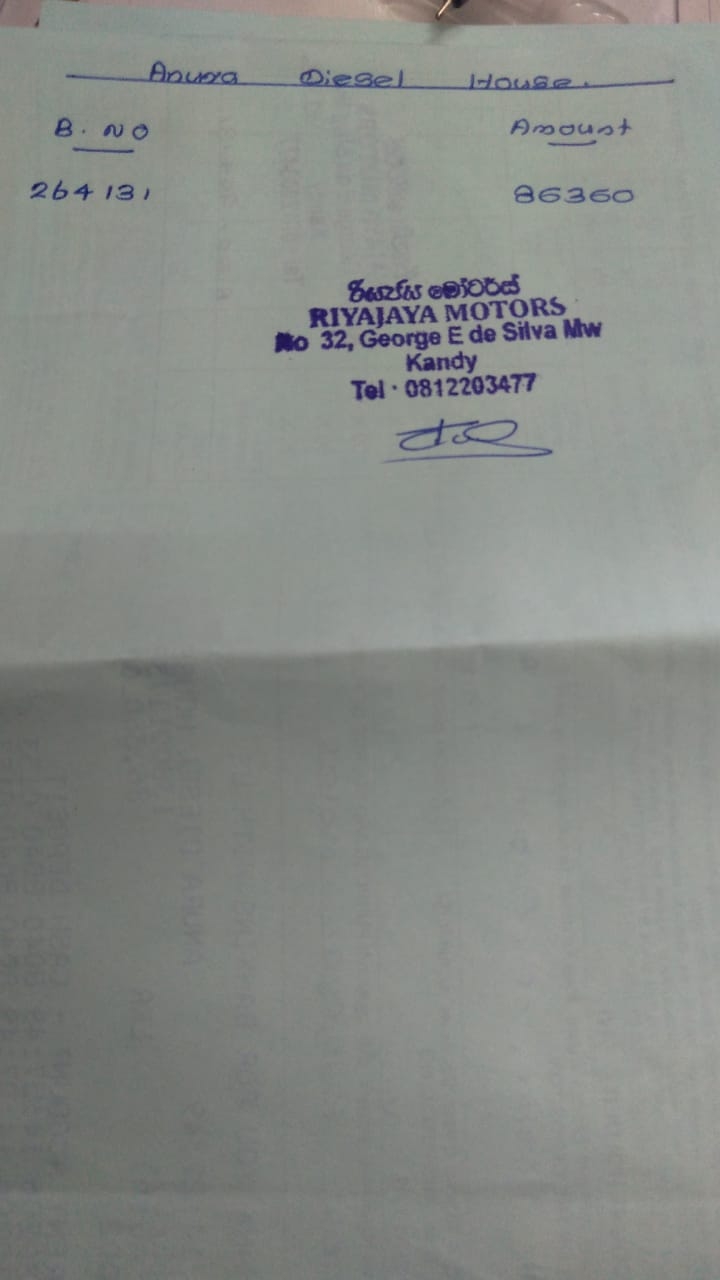 Anura Diesel House.
B. NO Amount
264131 86360
රියජය මෝටර්ස්
RIYAJAYA MOTORS
No 32, George E de Silva Mw
Kandy
Tel · 0812203477